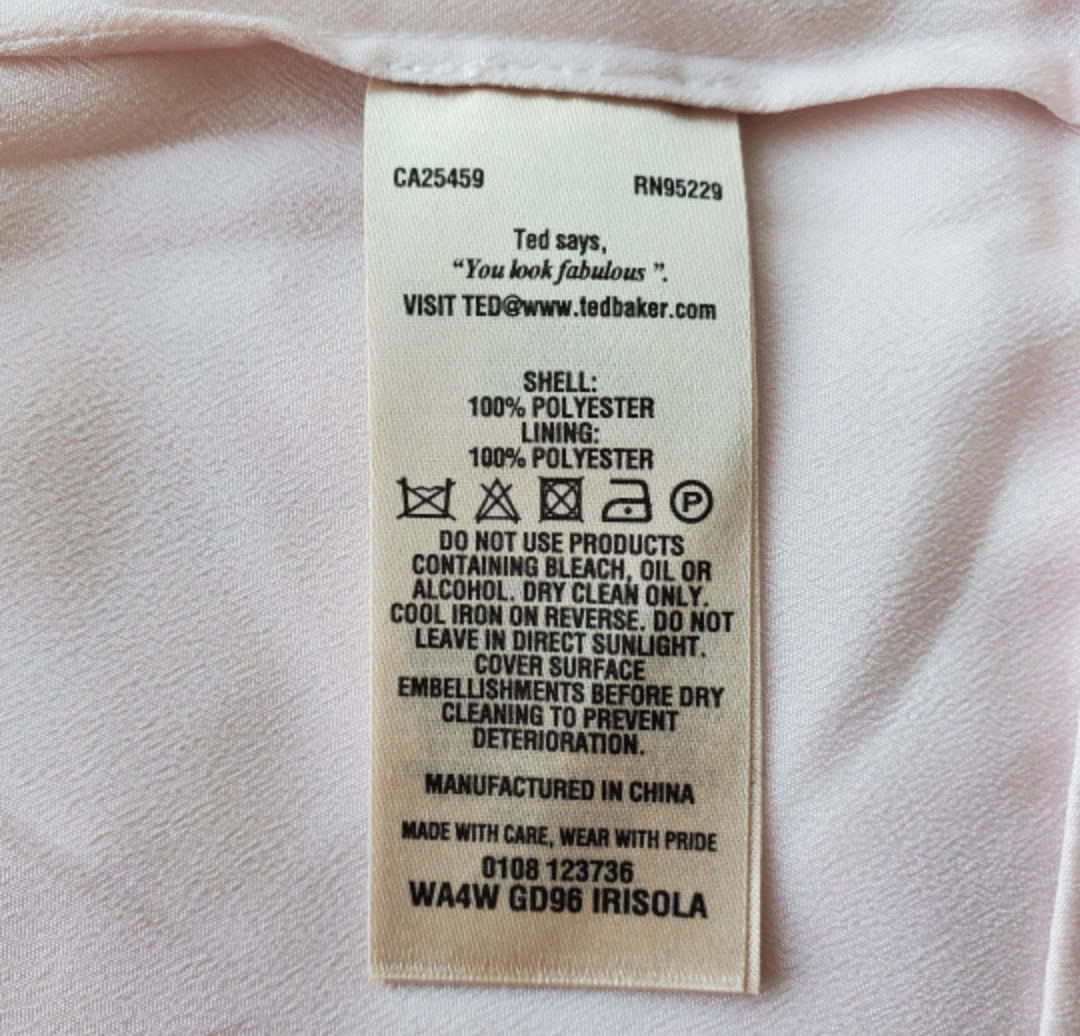 CA25459 RN95229
Ted says,
“You look fabulous ”.
VISIT TED@www.tedbaker.com
SHELL:
100% POLYESTER
LINING:
100% POLYESTER
P
DO NOT USE PRODUCTS
CONTAINING BLEACH, OIL OR
ALCOHOL. DRY CLEAN ONLY.
COOL IRON ON REVERSE. DO NOT
LEAVE IN DIRECT SUNLIGHT.
COVER SURFACE
EMBELLISHMENTS BEFORE DRY
CLEANING TO PREVENT
DETERIORATION.
MANUFACTURED IN CHINA
MADE WITH CARE, WEAR WITH PRIDE
0108 123736
WA4W GD96 IRISOLA